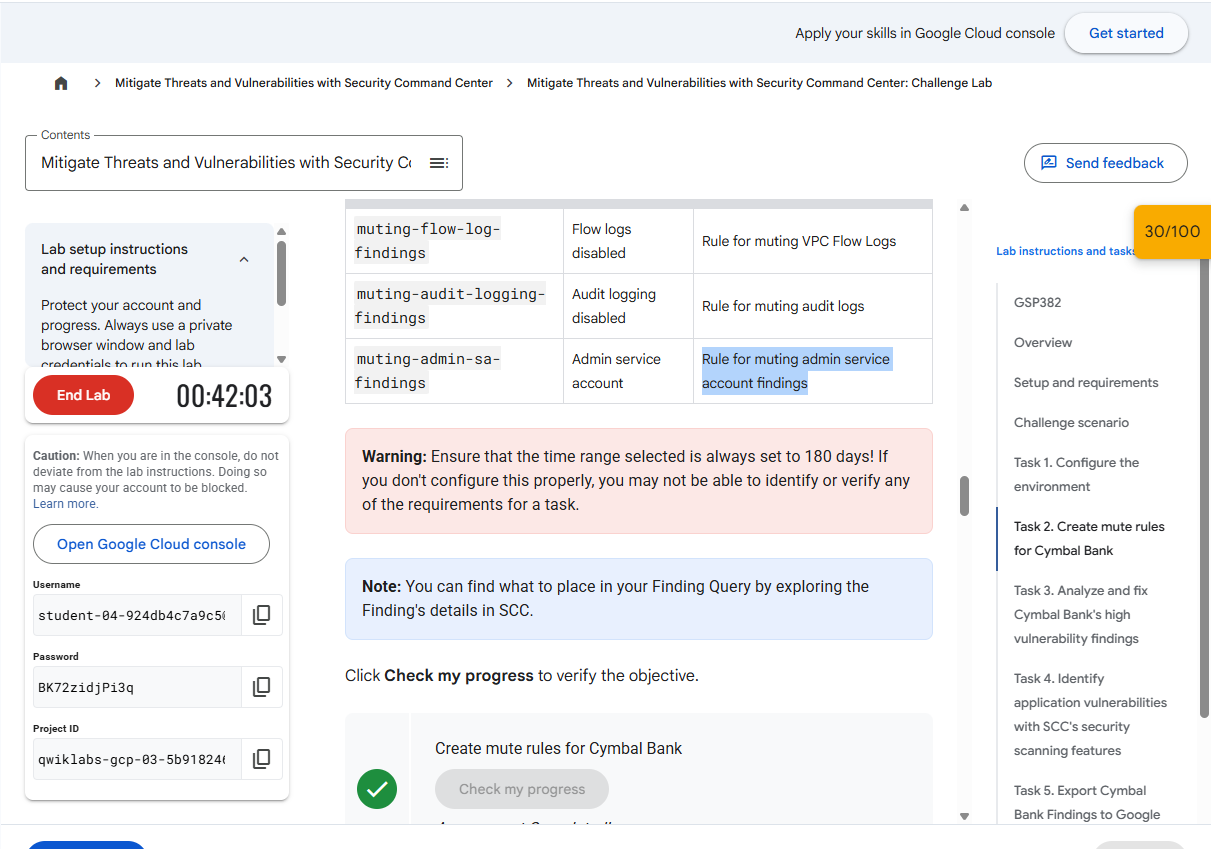 Apply your skills in Google Cloud console
Get started
Mitigate Threats and Vulnerabilities with Security Command Center
Mitigate Threats and Vulnerabilities with Security Command Center: Challenge Lab
Contents
Mitigate Threats and Vulnerabilities with Security
Send feedback
Lab setup instructions
and requirements
Protect your account and
progress. Always use a private
browser window and lab
credentials to run this lab
End Lab
00:42:03
Caution: When you are in the console, do not
deviate from the lab instructions. Doing so
may cause your account to be blocked.
Learn more.
Open Google Cloud console
Username
student-04-924db4c7a9c5
Password
BK72zidjPi3q
Project ID
qwiklabs-gcp-03-5b91824
muting-flow-log-
findings
Flow logs
disabled
Rule for muting VPC Flow Logs
muting-audit-logging-
findings
Audit logging
disabled
Rule for muting audit logs
muting-admin-sa-
findings
Admin service
account
Rule for muting admin service
account findings
Warning: Ensure that the time range selected is always set to 180 days! If
you don't configure this properly, you may not be able to identify or verify any
of the requirements for a task.
Note: You can find what to place in your Finding Query by exploring the
Finding's details in SCC.
Click Check my progress to verify the objective.
Create mute rules for Cymbal Bank
Check my progress
30/100
Lab instructions and tasks
GSP382
Overview
Setup and requirements
Challenge scenario
Task 1. Configure the
environment
Task 2. Create mute rules
for Cymbal Bank
Task 3. Analyze and fix
Cymbal Bank's high
vulnerability findings
Task 4. Identify
application vulnerabilities
with SCC's security
scanning features
Task 5. Export Cymbal
Bank Findings to Google